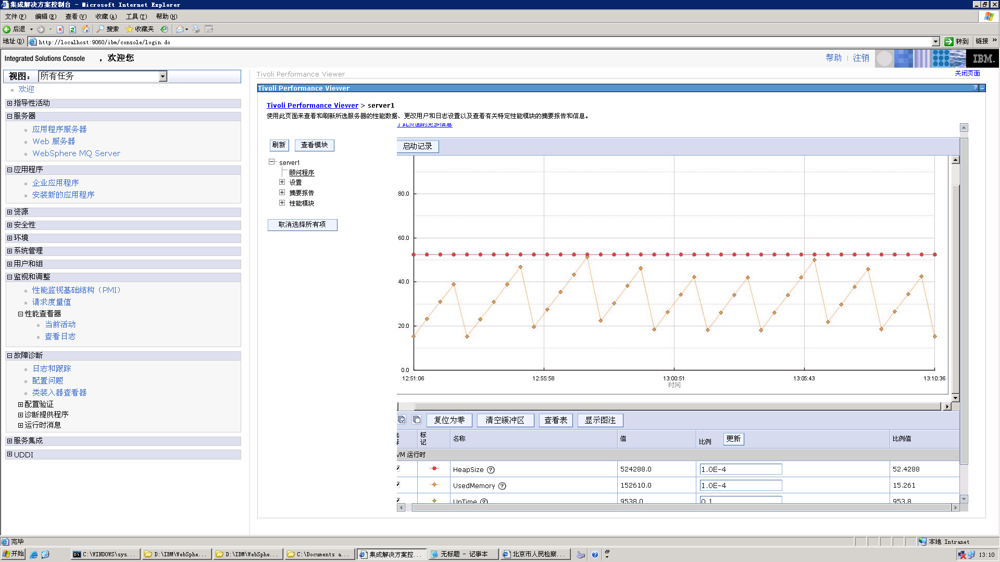 集成解决方案控制台 - Microsoft Internet Explorer
文件(F) 编辑(E) 查看(V) 收藏(A) 工具(T) 帮助(H)
后退 搜索 收藏夹
地址(D) http://localhost:9060/ibm/console/login.do 转到 链接 »
Integrated Solutions Console ，欢迎您 帮助 | 注销 IBM.
视图： 所有任务
欢迎
指导性活动
服务器
应用程序服务器
Web 服务器
WebSphere MQ Server
应用程序
企业应用程序
安装新的应用程序
资源
安全性
环境
系统管理
用户和组
监视和调整
性能监视基础结构（PMI）
请求度量值
性能查看器
当前活动
查看日志
故障诊断
日志和跟踪
配置问题
类装入器查看器
配置验证
诊断提供程序
运行时消息
服务集成
UDDI
Tivoli Performance Viewer 关闭页面
Tivoli Performance Viewer ? -
Tivoli Performance Viewer > server1
使用此页面来查看和刷新所选服务器的性能数据、更改用户和日志设置以及查看有关特定性能模块的摘要报告和信息。
于此页面的更多信息
刷新 查看模块 启动记录
server1
顾问程序
设置
摘要报告
性能模块
取消选择所有项
80.0
60.0
40.0
20.0
0.0
12:51:06 12:55:58 13:00:51 13:05:43 13:10:36
时间
复位为零 清空缓冲区 查看表 显示图注
标记 名称 值 比例 更新 比例值
VM 运行时
HeapSize ? 524288.0 1.0E-4 52.4288
UsedMemory ? 152610.0 1.0E-4 15.261
UpTime ? 9538.0 0.1 953.8
完毕 本地 Intranet
开始 C:\WINDOWS\sys... D:\IBM\WebSphe... D:\IBM\WebSphe... C:\Documents a... 集成解决方案控... 无标题 - 记事本 北京市人民检察... 13:10